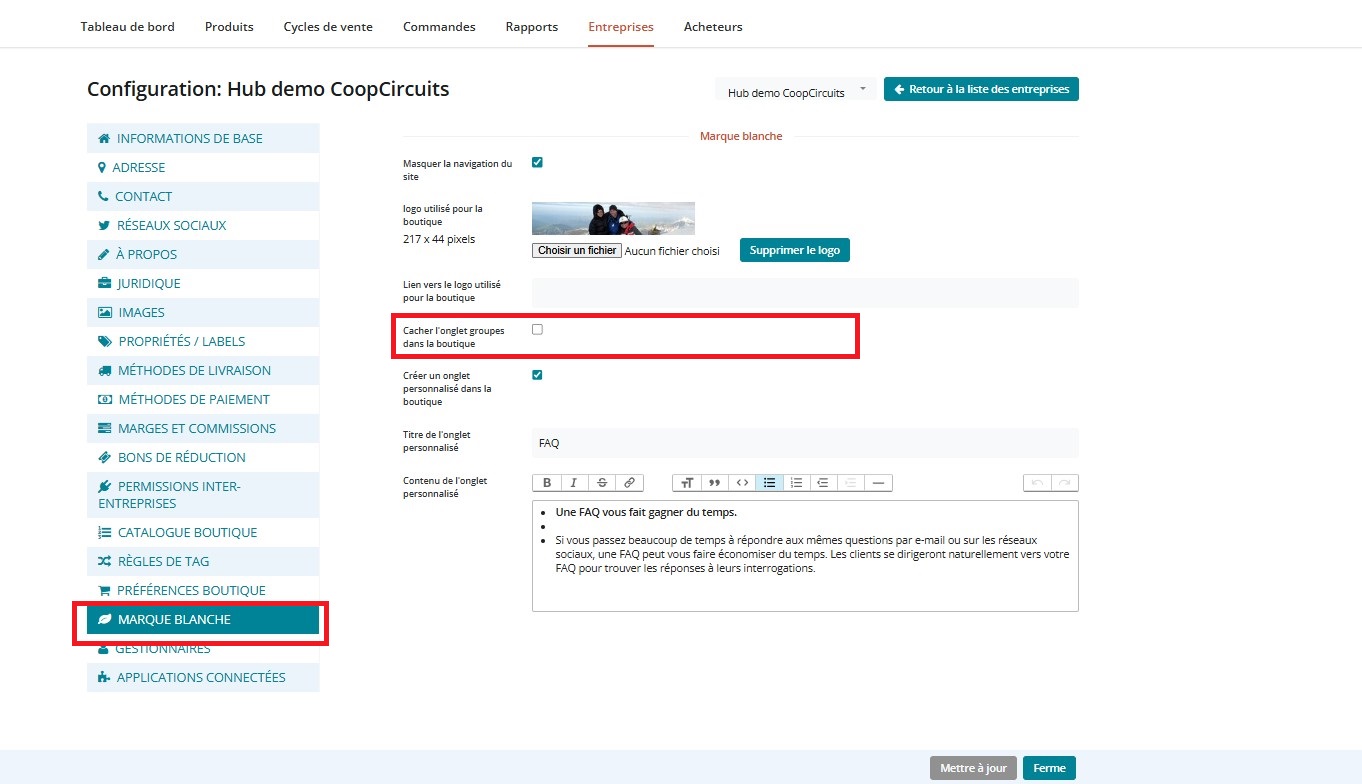 Tableau de bord Produits Cycles de vente Commandes Rapports Entreprises Acheteurs
Configuration: Hub demo CoopCircuits
Hub demo CoopCircuits
Retour à la liste des entreprises
INFORMATIONS DE BASE
ADRESSE
CONTACT
RÉSEAUX SOCIAUX
À PROPOS
JURIDIQUE
IMAGES
PROPRIÉTÉS / LABELS
MÉTHODES DE LIVRAISON
MÉTHODES DE PAIEMENT
MARGES ET COMMISSIONS
BONS DE RÉDUCTION
PERMISSIONS INTER-
ENTREPRISES
CATALOGUE BOUTIQUE
RÈGLES DE TAG
PRÉFÉRENCES BOUTIQUE
MARQUE BLANCHE
GESTIONNAIRES
APPLICATIONS CONNECTÉES
Marque blanche
Masquer la navigation du
site
logo utilisé pour la
boutique
217 x 44 pixels
Choisir un fichier Aucun fichier choisi
Supprimer le logo
Lien vers le logo utilisé
pour la boutique
Cacher l'onglet groupes
dans la boutique
Créer un onglet
personnalisé dans la
boutique
Titre de l'onglet
personnalisé
FAQ
Contenu de l'onglet
personnalisé
Une FAQ vous fait gagner du temps.
Si vous passez beaucoup de temps à répondre aux mêmes questions par e-mail ou sur les réseaux
sociaux, une FAQ peut vous faire économiser du temps. Les clients se dirigeront naturellement vers votre
FAQ pour trouver les réponses à leurs interrogations.
Mettre à jour
Ferme